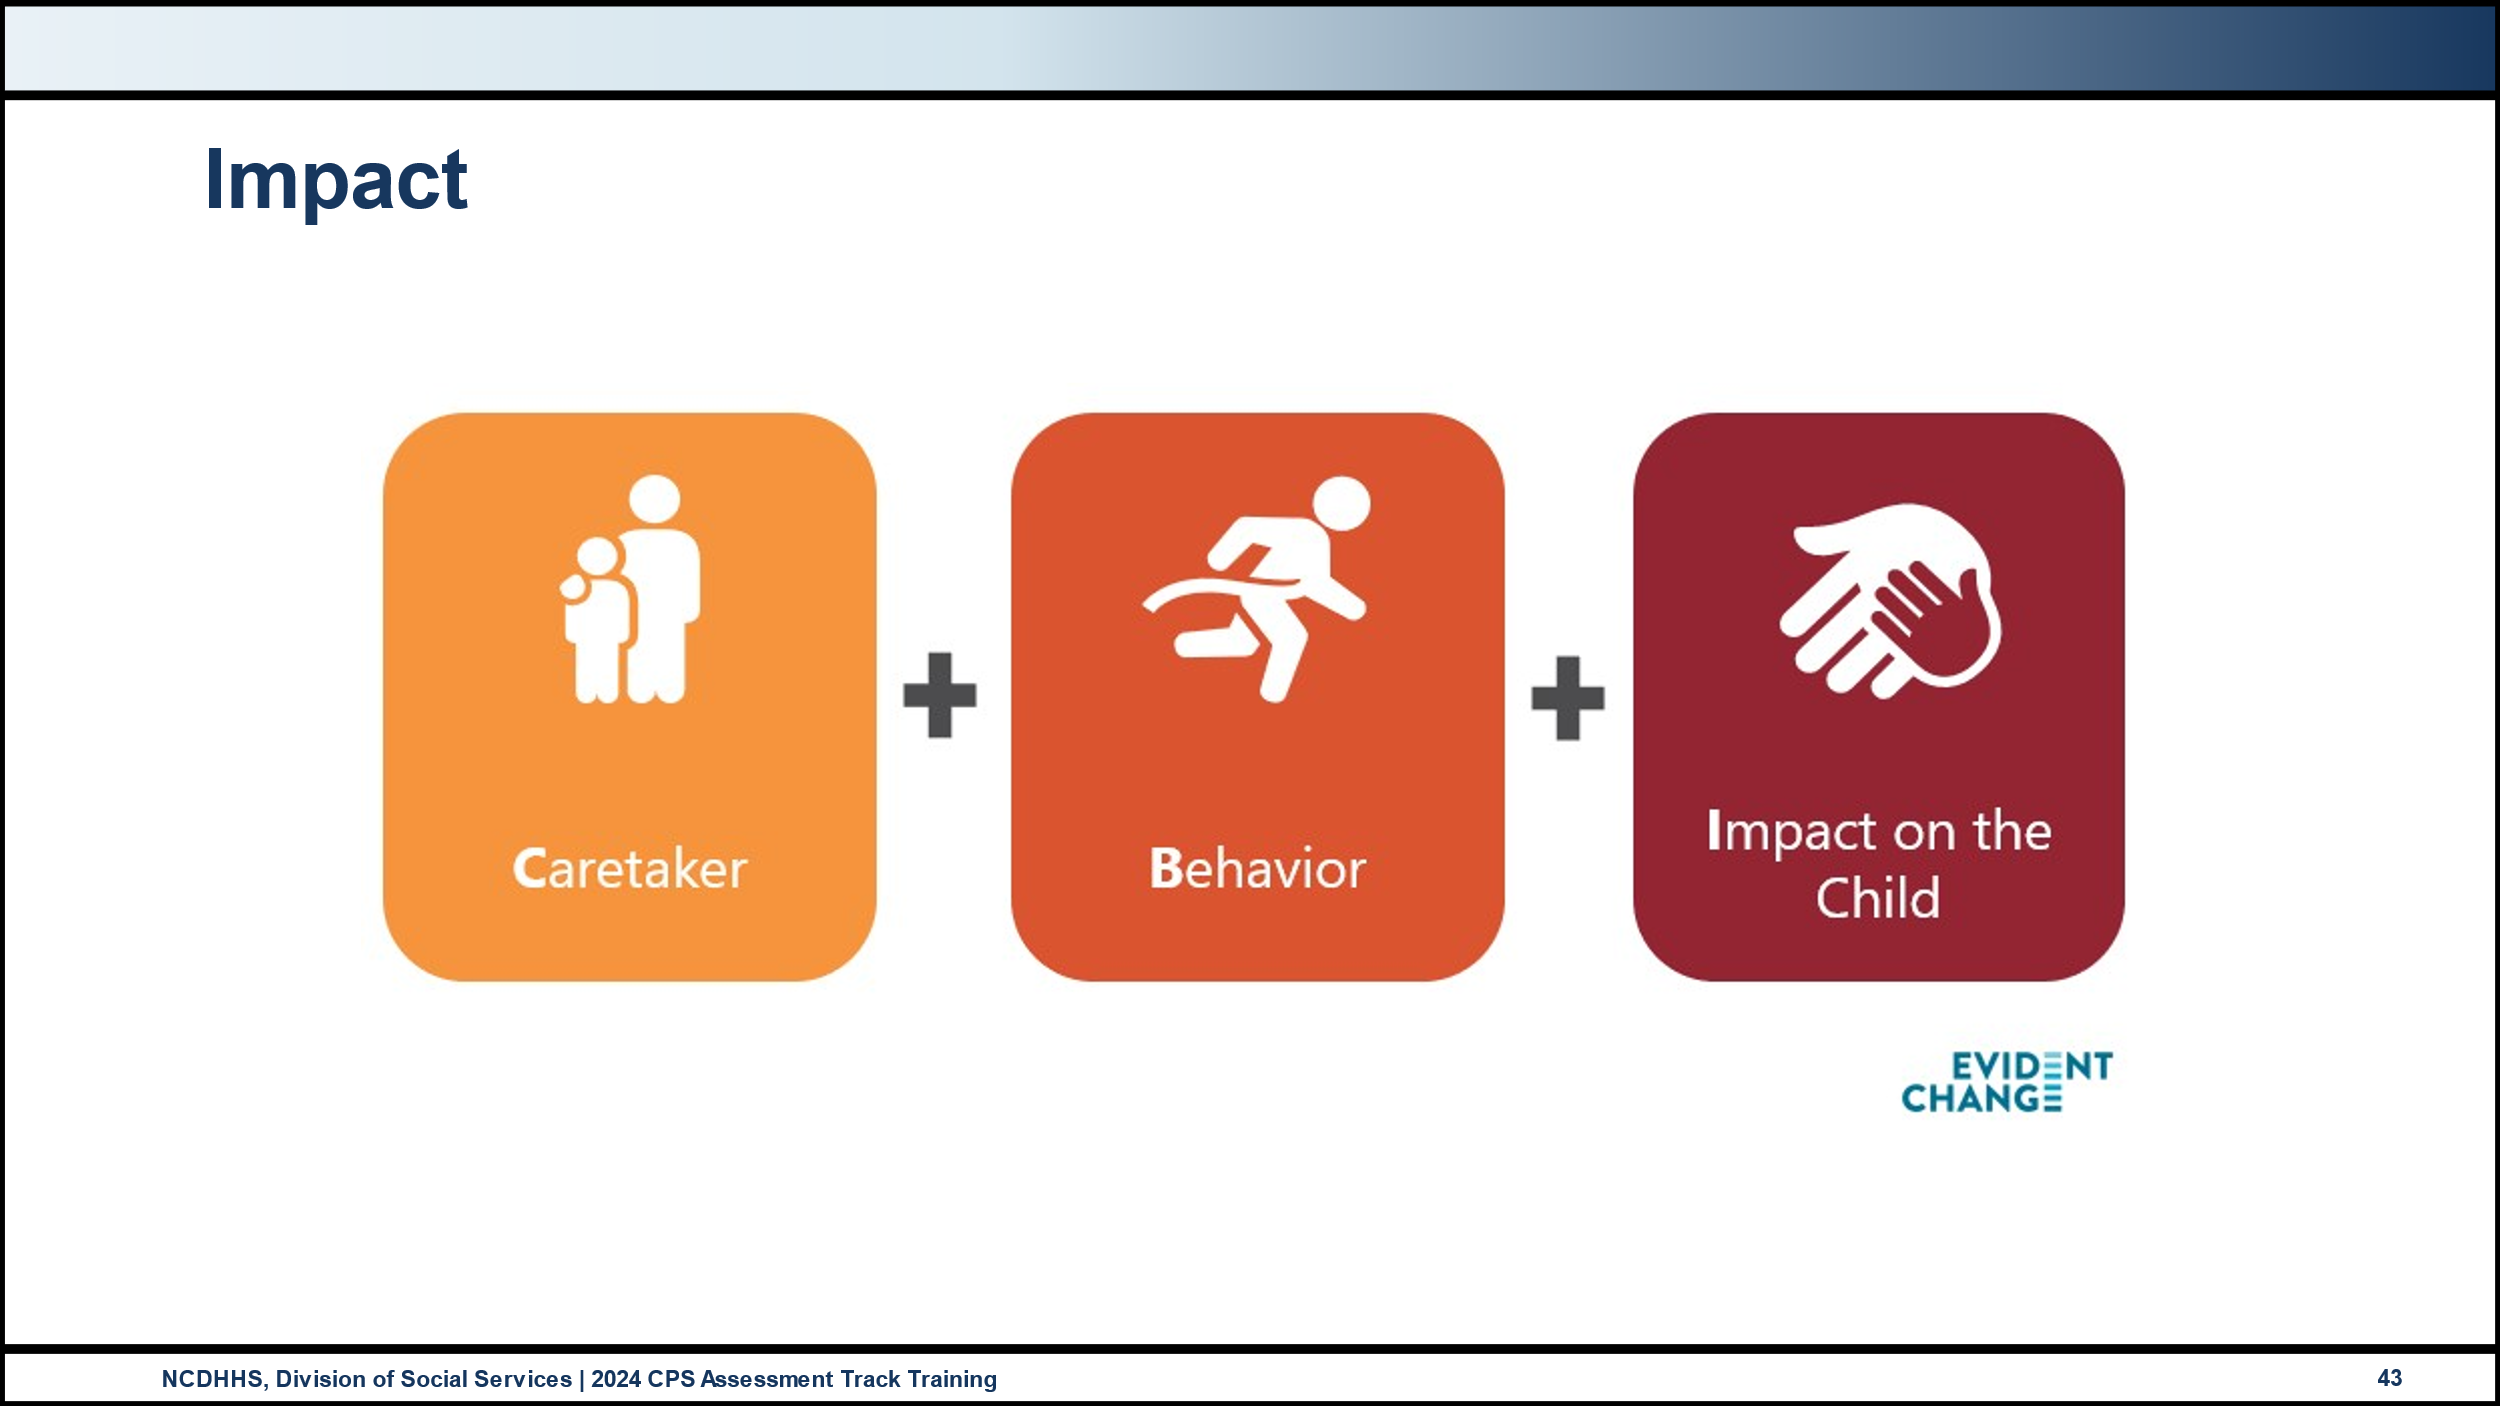 Impact
Caretaker
Behavior
Impact on the
Child
EVIDENT
CHANGE
NCDHHS, Division of Social Services | 2024 CPS Assessment Track Training
43